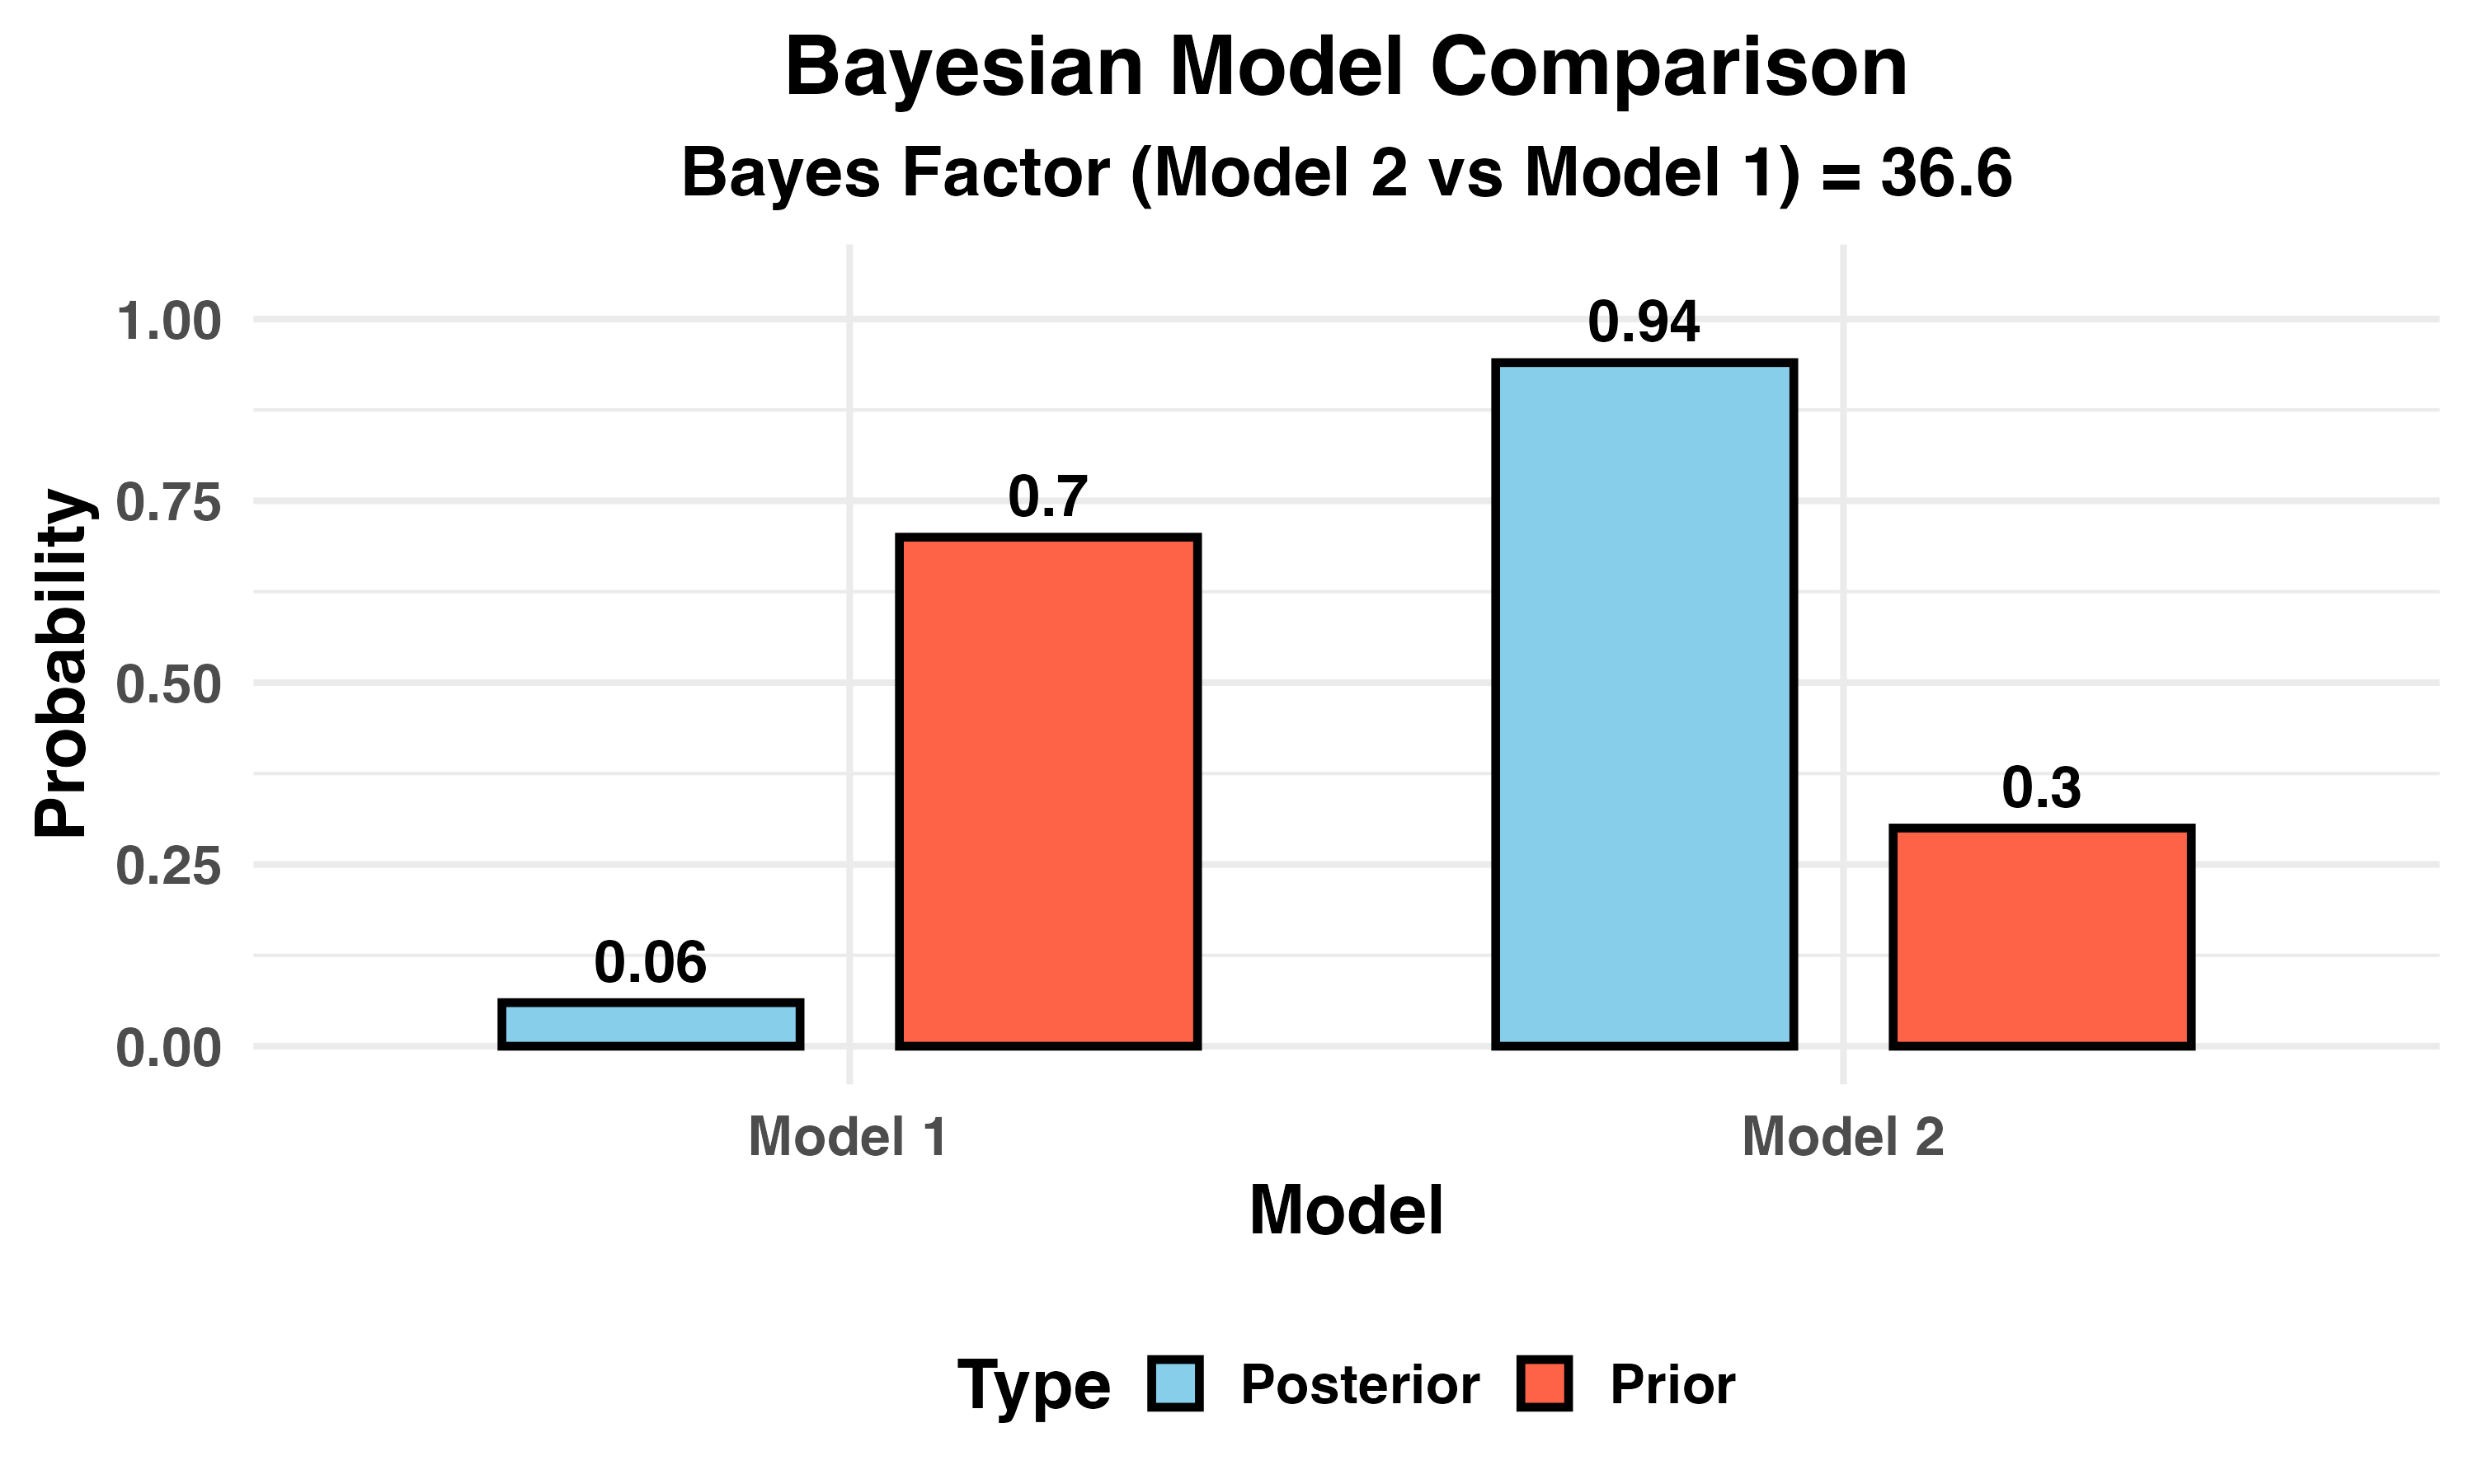 Bayesian Model Comparison
Bayes Factor (Model 2 vs Model 1) = 36.6
Probability
1.00
0.75
0.50
0.25
0.00
0.06
0.7
0.94
0.3
Model 1
Model 2
Model
Type Posterior Prior